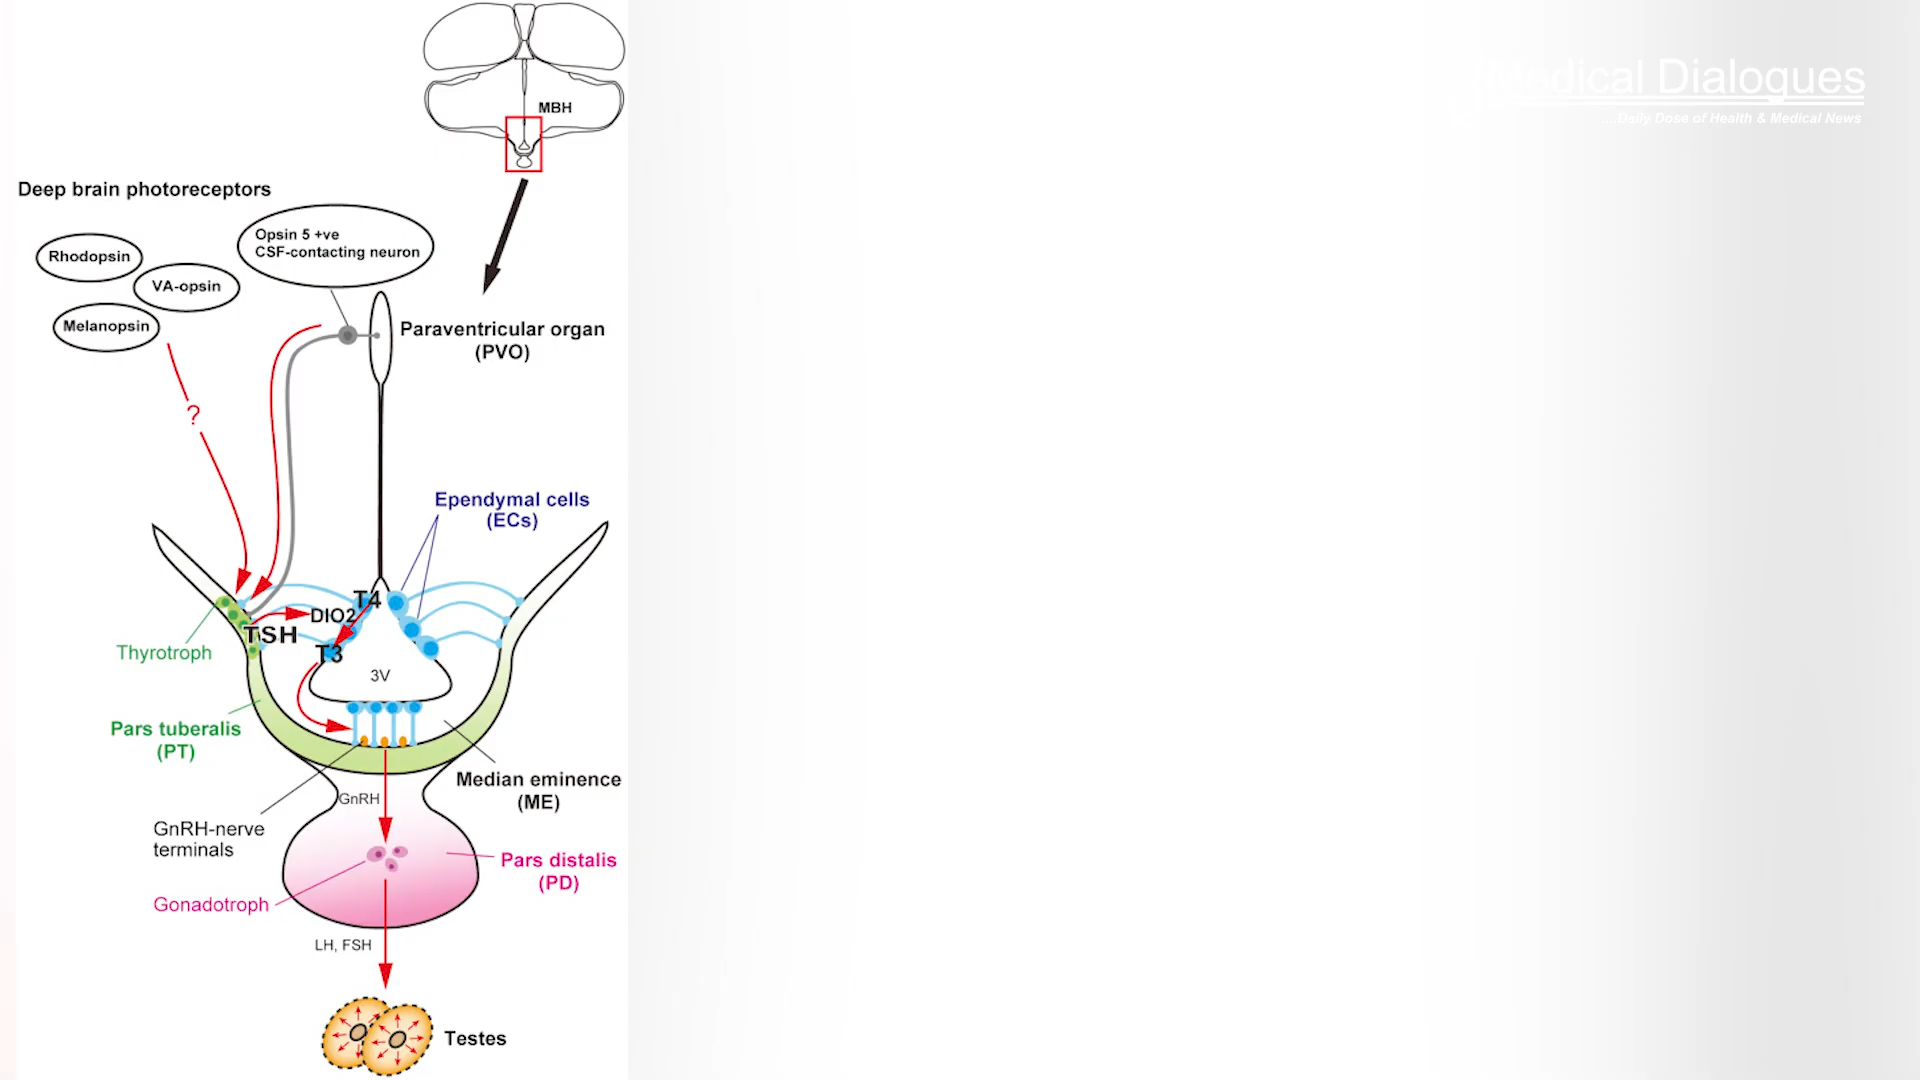 MBH
Deep brain photoreceptors
Opsin 5 +ve
CSF-contacting neuron
Rhodopsin
VA-opsin
Melanopsin
Paraventricular organ
(PVO)
?
Ependymal cells
(ECs)
T4
DIO2
TSH
T3
Thyrotroph
3V
Pars tuberalis
(PT)
Median eminence
(ME)
GnRH
GnRH-nerve
terminals
Pars distalis
(PD)
Gonadotroph
LH, FSH
Testes
Medical Dialogues
....Daily Dose of Health & Medical News